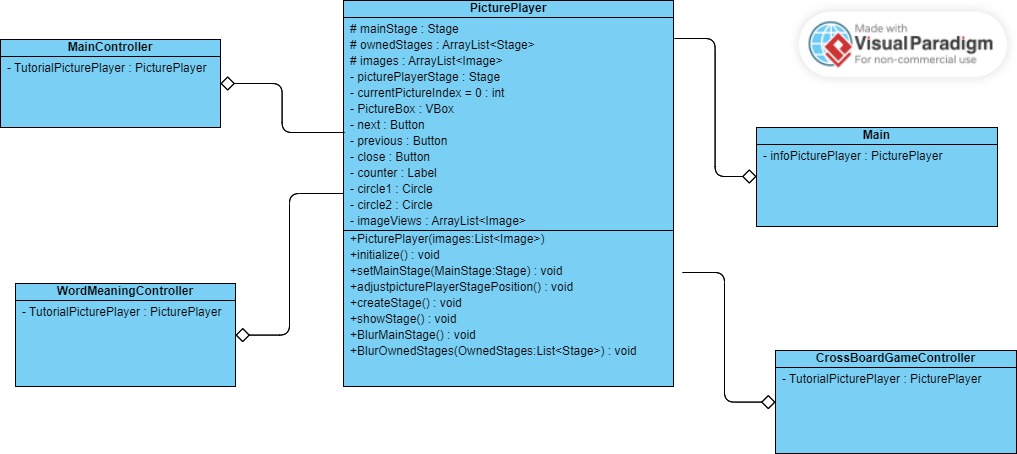 PicturePlayer
# mainStage : Stage
# ownedStages : ArrayList<Stage>
# images : ArrayList<Image>
- picturePlayerStage : Stage
- currentPictureIndex = 0 : int
- PictureBox : VBox
- next : Button
- previous : Button
- close : Button
- counter : Label
- circle1 : Circle
- circle2 : Circle
- imageViews : ArrayList<Image>
+PicturePlayer(images:List<Image>)
+initialize() : void
+setMainStage(MainStage:Stage) : void
+adjustpicturePlayerStagePosition() : void
+createStage() : void
+showStage() : void
+BlurMainStage() : void
+BlurOwnedStages(OwnedStages:List<Stage>) : void
MainController
- TutorialPicturePlayer : PicturePlayer
WordMeaningController
- TutorialPicturePlayer : PicturePlayer
Made with
Visual Paradigm
For non-commercial use
Main
- infoPicturePlayer : PicturePlayer
CrossBoardGameController
- TutorialPicturePlayer : PicturePlayer